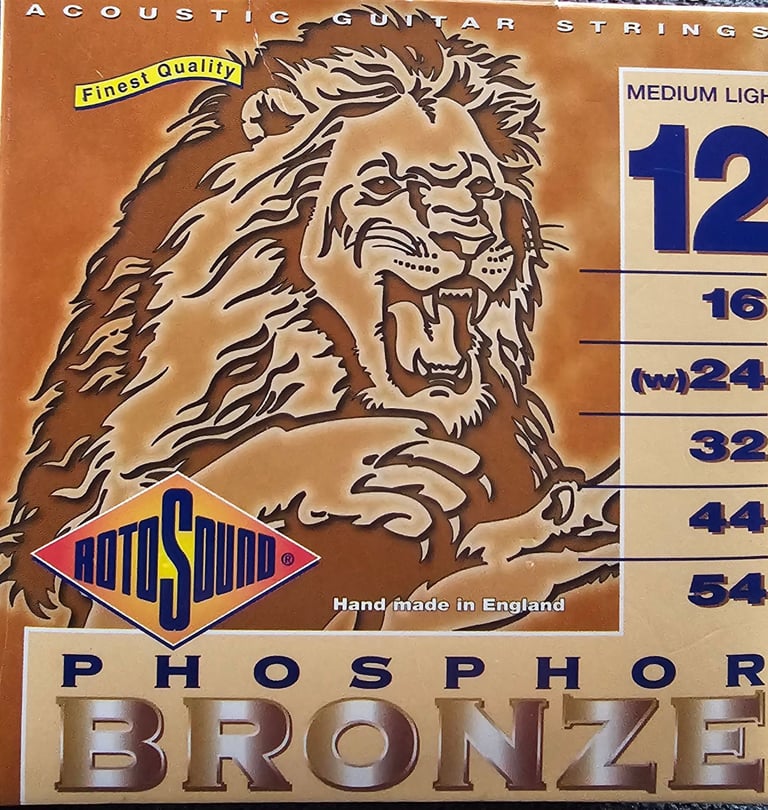 ACOUSTIC GUITAR STRINGS
Finest Quality
MEDIUM LIGH
12
16
(w)24
32
44
54
ROTOSOUND®
Hand made in England
PHOSPHOR
BRONZE